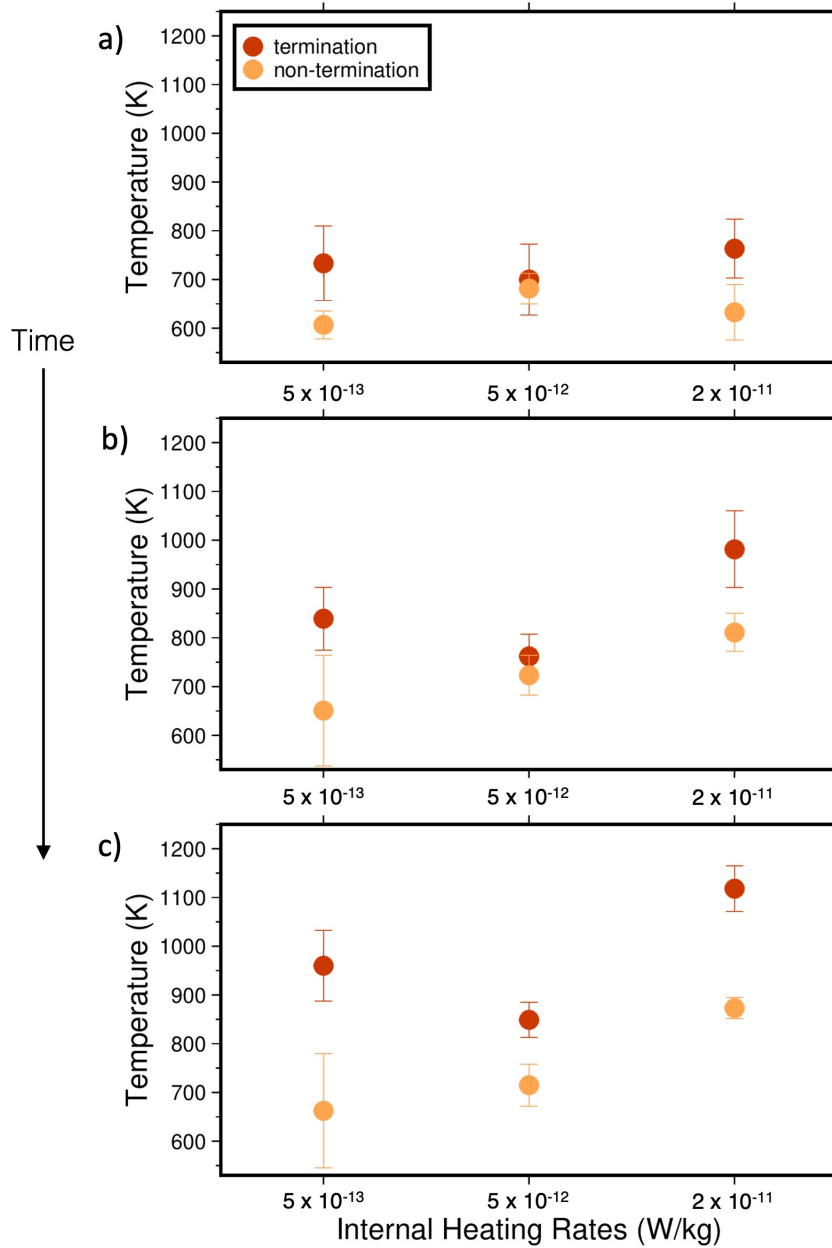 a)
termination
non-termination
Temperature (K)
1200
1100
1000
900
800
700
600
5 x 10-13
5 x 10-12
2 x 10-11
Time
b)
Temperature (K)
1200
1100
1000
900
800
700
600
5 x 10-13
5 x 10-12
2 x 10-11
c)
Temperature (K)
1200
1100
1000
900
800
700
600
5 x 10-13
5 x 10-12
2 x 10-11
Internal Heating Rates (W/kg)